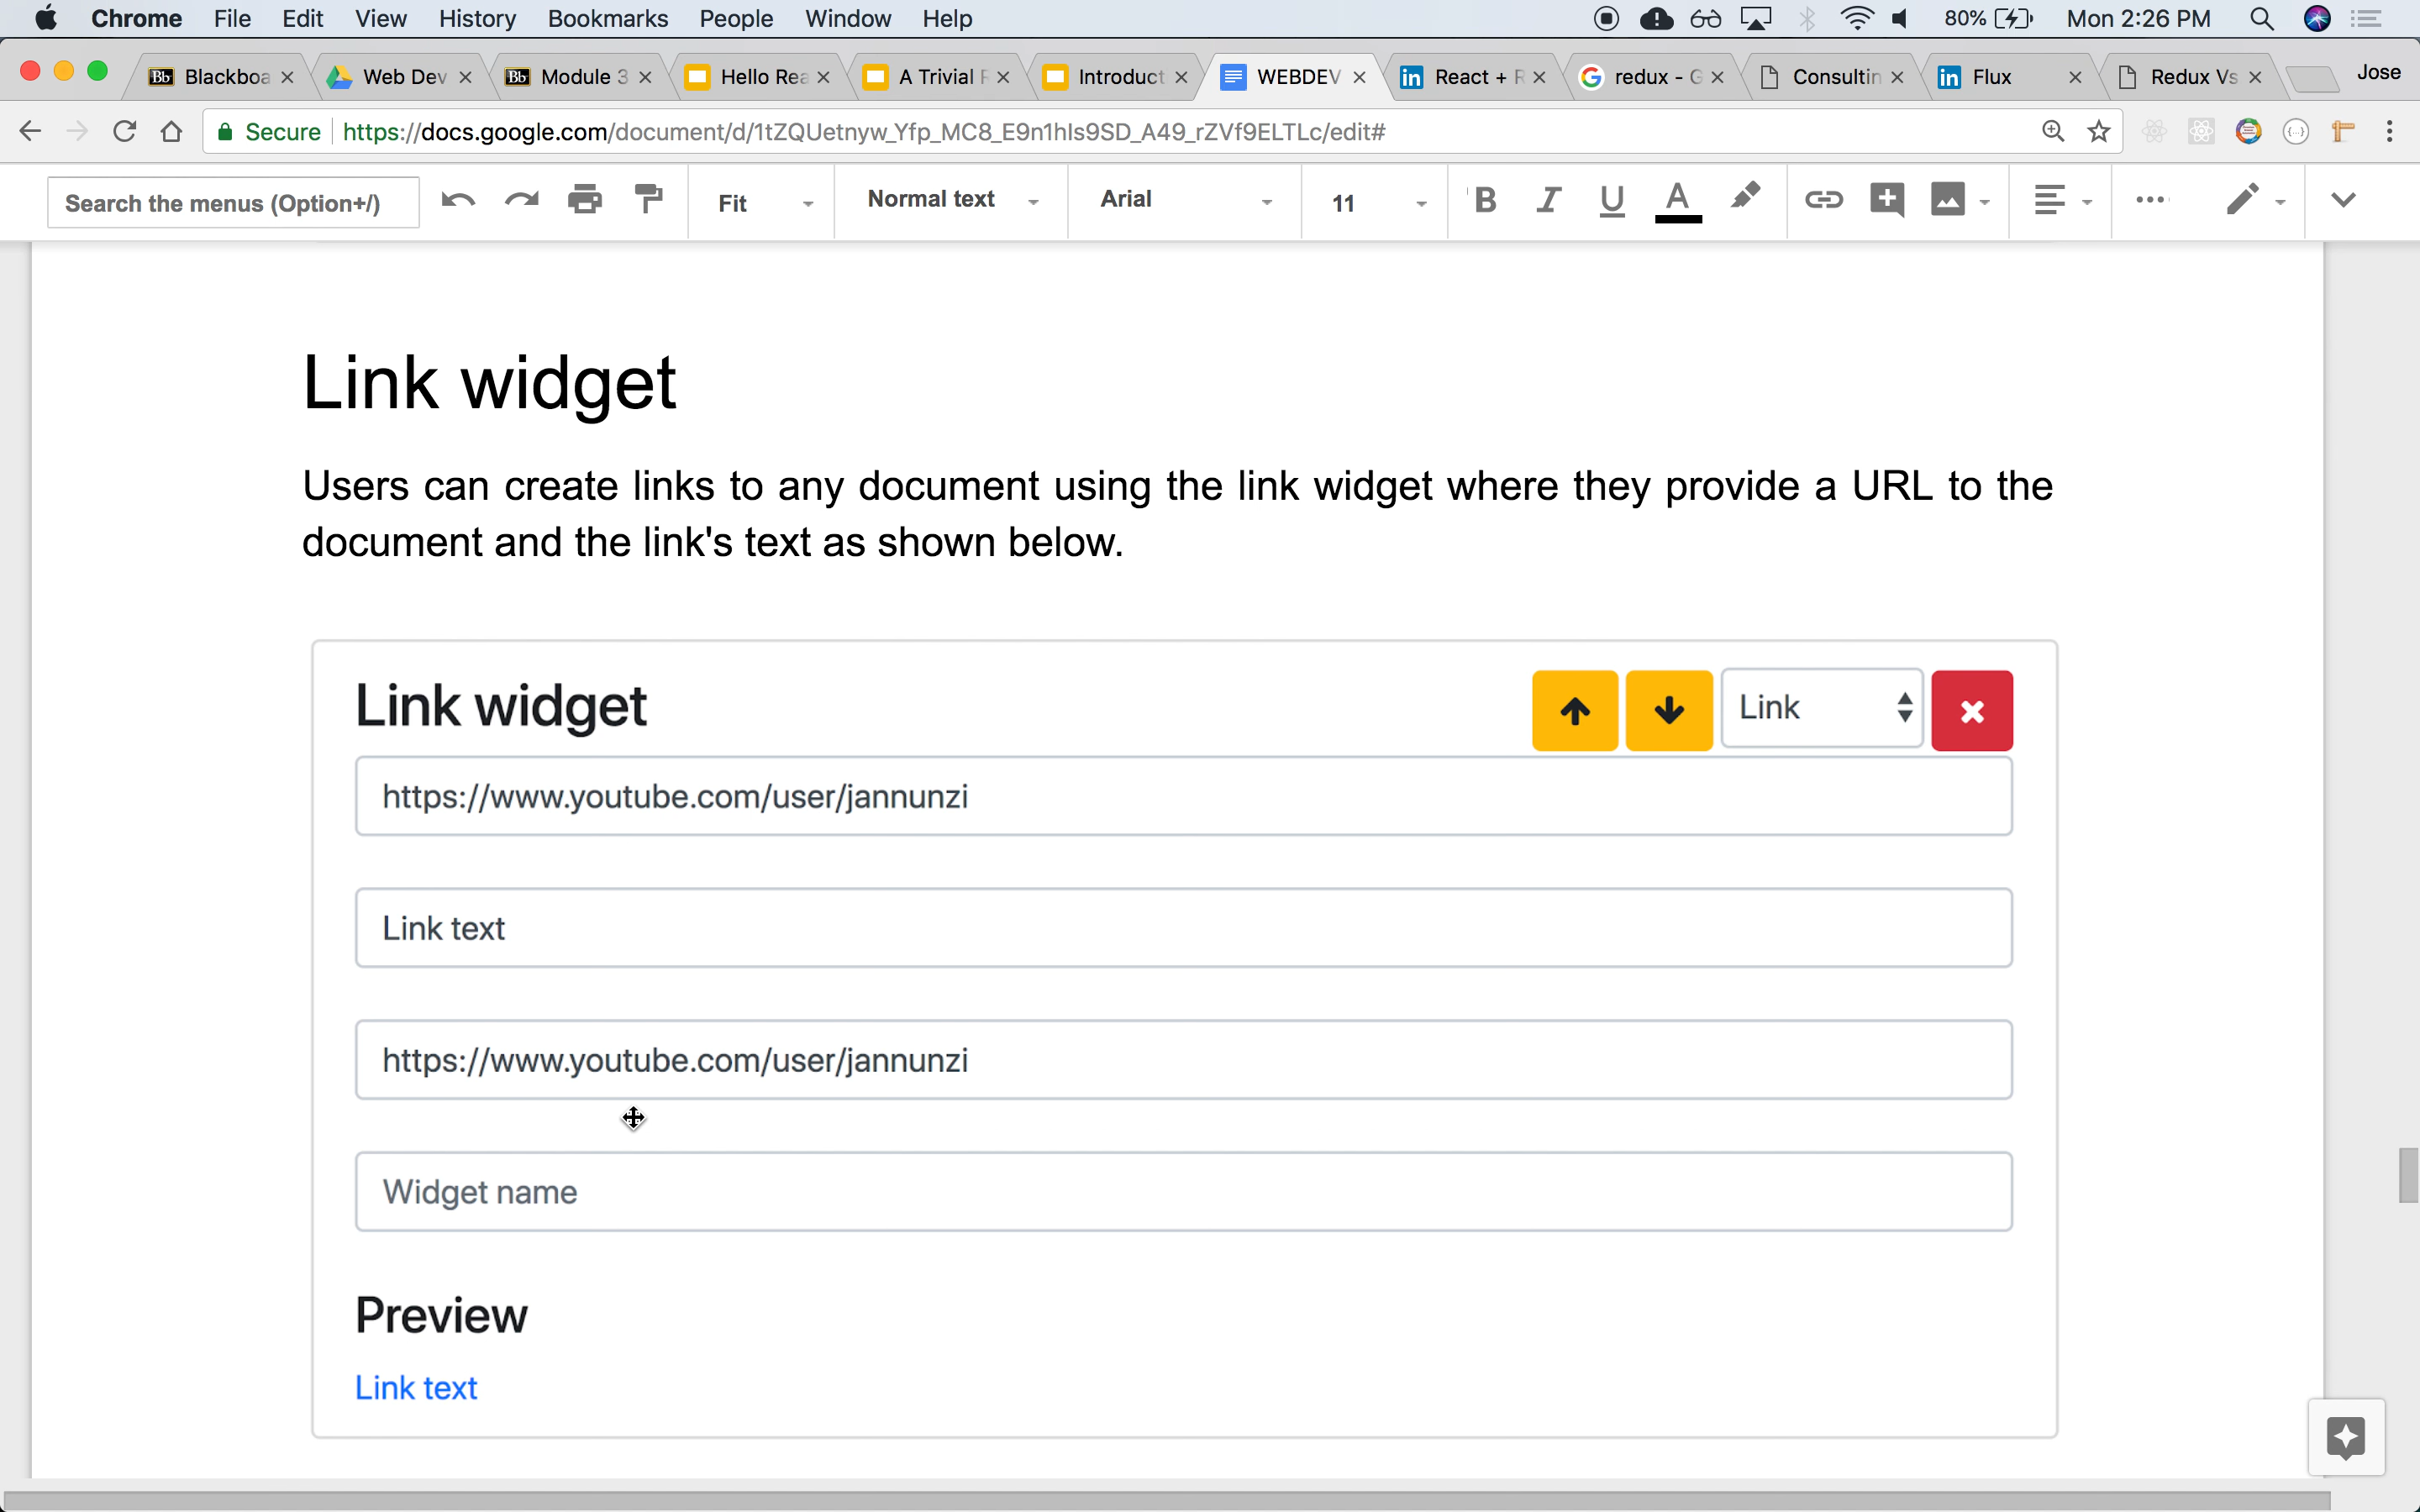 Chrome File Edit View History Bookmarks People Window Help 80% Mon 2:26 PM
Blackboa Web Dev Module 3 Hello Rea A Trivial Introduct WEBDEV React + redux - G Consultin Flux Redux Vs Jose
Secure https://docs.google.com/document/d/1tZQUetnyw_Yfp_MC8_E9n1hIs9SD_A49_rZVf9ELTLc/edit#
Search the menus (Option+/) Fit Normal text Arial 11 B I U A
Link widget
Users can create links to any document using the link widget where they provide a URL to the
document and the link's text as shown below.
Link widget Link
https://www.youtube.com/user/jannunzi
Link text
https://www.youtube.com/user/jannunzi
Widget name
Preview
Link text